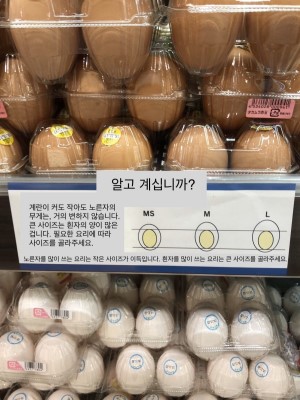 알고 계십니까?
계란이 커도 작아도 노른자의
무게는, 거의 변하지 않습니다.
큰 사이즈는 흰자의 양이 많은
겁니다. 필요한 요리에 따라
사이즈를 골라주세요.
MS M L
노른자를 많이 쓰는 요리는 작은 사이즈가 이득입니다. 흰자를 많이 쓰는 요리는 큰 사이즈를 골라주세요.